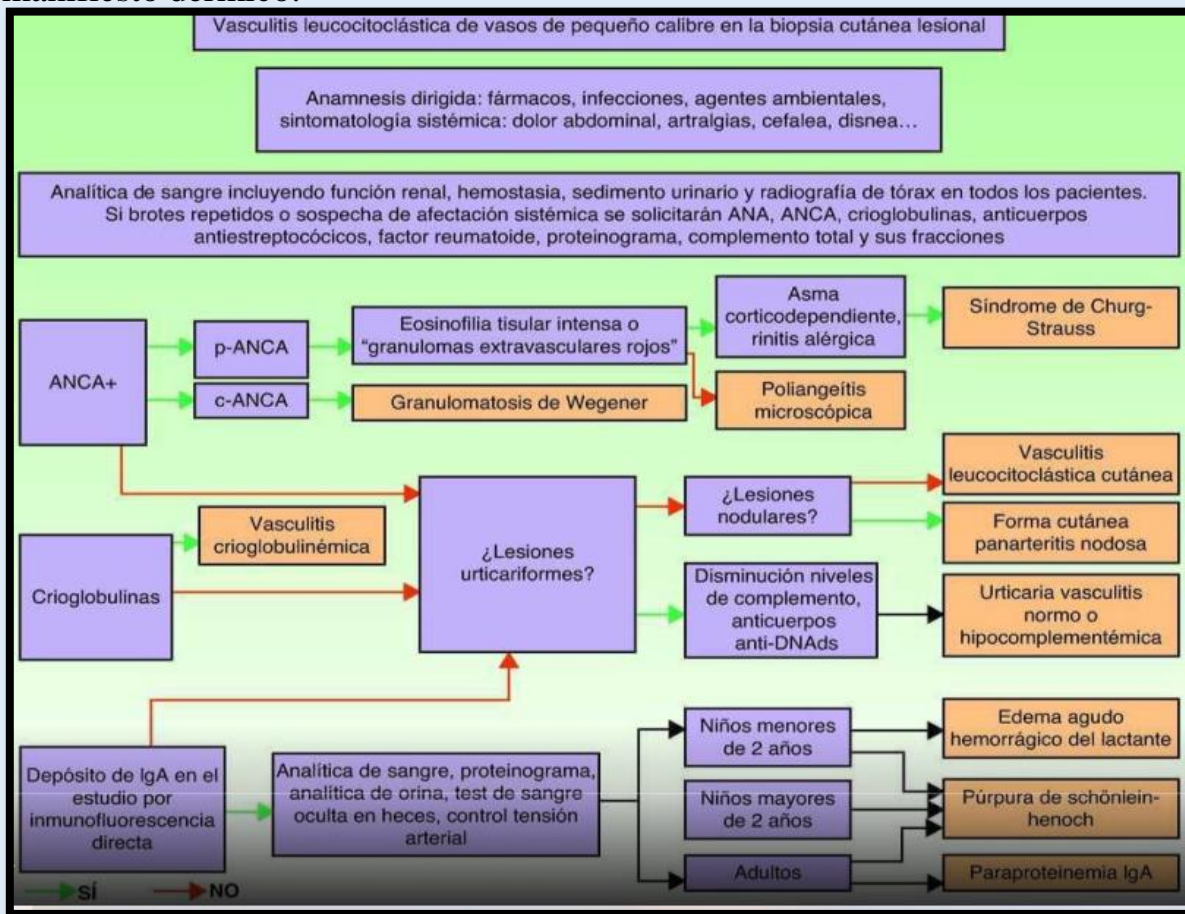 manifiesto dérmico.
Vasculitis leucocitoclástica de vasos de pequeño calibre en la biopsia cutánea lesional
Anamnesis dirigida: fármacos, infecciones, agentes ambientales,
sintomatología sistémica: dolor abdominal, artralgias, cefalea, disnea…
Analítica de sangre incluyendo función renal, hemostasia, sedimento urinario y radiografía de tórax en todos los pacientes.
Si brotes repetidos o sospecha de afectación sistémica se solicitarán ANA, ANCA, crioglobulinas, anticuerpos
antiestreptocócicos, factor reumatoide, proteinograma, complemento total y sus fracciones
ANCA+
p-ANCA
c-ANCA
Eosinofilia tisular intensa o
“granulomas extravasculares rojos”
Granulomatosis de Wegener
Asma
corticodependiente,
rinitis alérgica
Síndrome de Churg-
Strauss
Poliangeítis
microscópica
Crioglobulinas
Vasculitis
crioglobulinémica
¿Lesiones
urticariformes?
¿Lesiones
nodulares?
Vasculitis
leucocitoclástica cutánea
Forma cutánea
panarteritis nodosa
Disminución niveles
de complemento,
anticuerpos
anti-DNAds
Urticaria vasculitis
normo o
hipocomplementémica
Depósito de IgA en el
estudio por
inmunofluorescencia
directa
Analítica de sangre, proteinograma,
analítica de orina, test de sangre
oculta en heces, control tensión
arterial
Niños menores
de 2 años
Niños mayores
de 2 años
Adultos
Edema agudo
hemorrágico del lactante
Púrpura de schönlein-
henoch
Paraproteinemia IgA
SÍ
NO